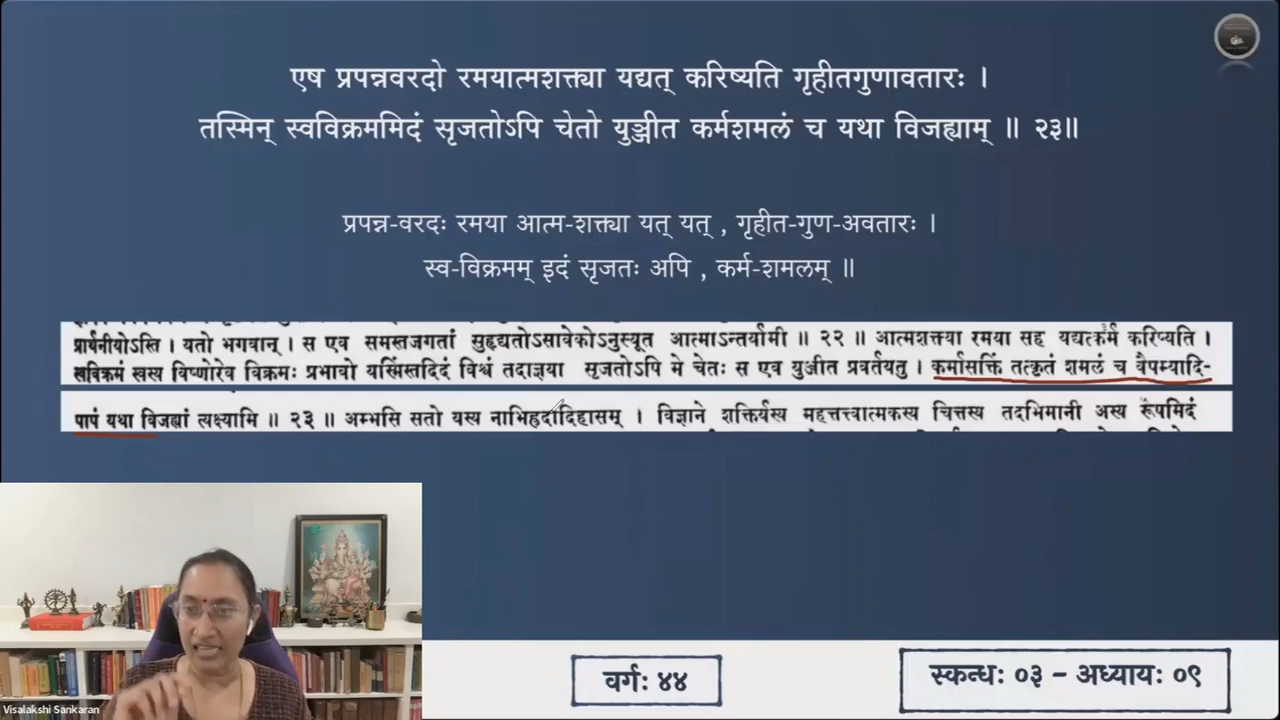 एष प्रपन्नवरदो रमयात्मशक्त्या यद्यत् करिष्यति गृहीतगुणावतारः ।
तस्मिन् स्वविक्रममिदं सृजतोऽपि चेतो युञ्जीत कर्मशमलं च यथा विजह्याम् ॥ २३॥
प्रपन्न-वरदः रमया आत्म-शक्त्या यत् यत् , गृहीत-गुण-अवतारः ।
स्व-विक्रमम् इदं सृजतः अपि , कर्म-शमलम् ॥
प्रार्थनीयोऽस्ति । यतो भगवान् । स एव समस्तजगतां सुहृद्यतोऽसावेकोऽनुस्यूत आत्माऽन्तर्यामी ॥ २२ ॥ आत्मशक्त्या रमया सह यद्यत्कर्म करिष्यति ।
स्वविक्रमं स्वस्य विष्णोरेव विक्रमः प्रभावो यस्मिंस्तदिदं विश्वं तदाज्ञया सृजतोऽपि मे चेतः स एव युञ्जीत प्रवर्तयतु । कर्मासक्तिं तत्कृतं शमलं च वैषम्यादि-
पापं यथा विजह्यां त्यक्ष्यामि ॥ २३ ॥ अम्भसि सतो यस्य नाभिह्रदादिहासम् । विज्ञाने शक्तिर्यस्य महत्तत्त्वात्मकस्य चित्तस्य तदभिमानी अस्य रूपमिदं
Visalakshi Sankaran
वर्गः ४४
स्कन्धः ०३ – अध्यायः ०९